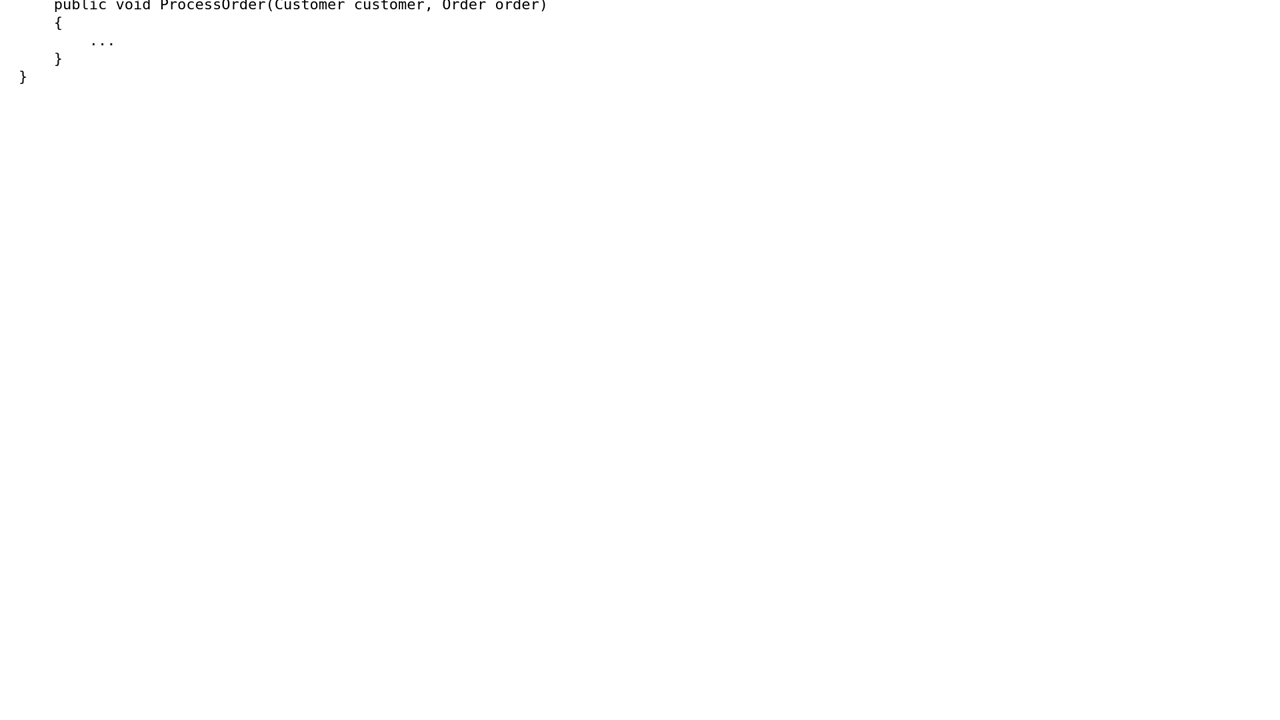 public void ProcessOrder(Customer customer, Order order)
    {
        ...
    }
}